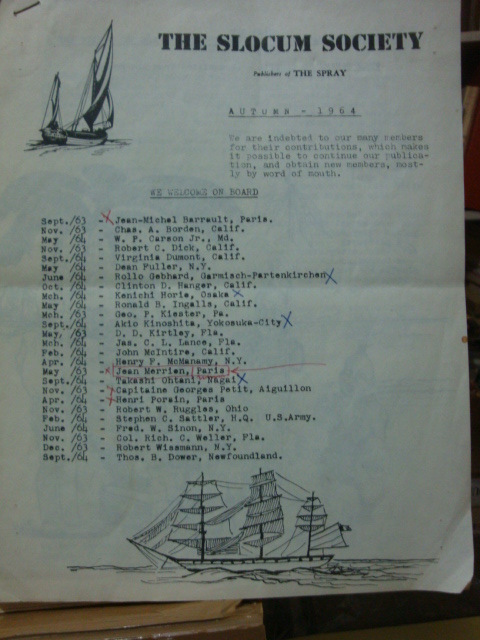 THE SLOCUM SOCIETY
Publishers of THE SPRAY
AUTUMN - 1964
We are indebted to our many members
for their contributions, which makes
it possible to continue our publica-
tion, and obtain new members, most-
ly by word of mouth.
WE WELCOME ON BOARD
Sept./63 - Jean-Michel Barrault, Paris.
Nov. /63 - Chas. A. Borden, Calif.
May /64 - W. P. Carson Jr., Md.
Nov. /63 - Robert C. Dick, Calif.
Sept./64 - Virginia Dumont, Calif.
May /64 - Dean Fuller, N.Y.
June /64 - Rollo Gebhard, Garmisch-Partenkirchen
Oct. /64 - Clinton D. Hanger, Calif.
Mch. /64 - Kenichi Horie, Osaka
May /64 - Ronald B. Ingalls, Calif.
Mch. /64 - Geo. P. Kiester, Pa.
Sept./64 - Akio Kinoshita, Yokosuka-City
May. /63 - D. D. Kirtley, Fla.
Mch. /64 - Jas. C. L. Lance, Fla.
Feb. /64 - John McIntire, Calif.
Apr. /64 - Henry F. McManamy, N.Y.
May /63 - Jean Merrien, Paris
Sept./64 - Takashi Ohtani, Nagai
Nov. /63 - Capitaine Georges Petit, Aiguillon
Apr. /64 - Henri Forain, Paris
Nov. /63 - Robert W. Ruggles, Ohio
Feb. /64 - Stephen C. Sattler, H.Q. U.S.Army.
June /64 - Fred. W. Sinon, N.Y.
Nov. /63 - Col. Rich. C. Weller, Fla.
Dec. /63 - Robert Wissmann, N.Y.
Sept./64 - Thos. B. Dower, Newfoundland.